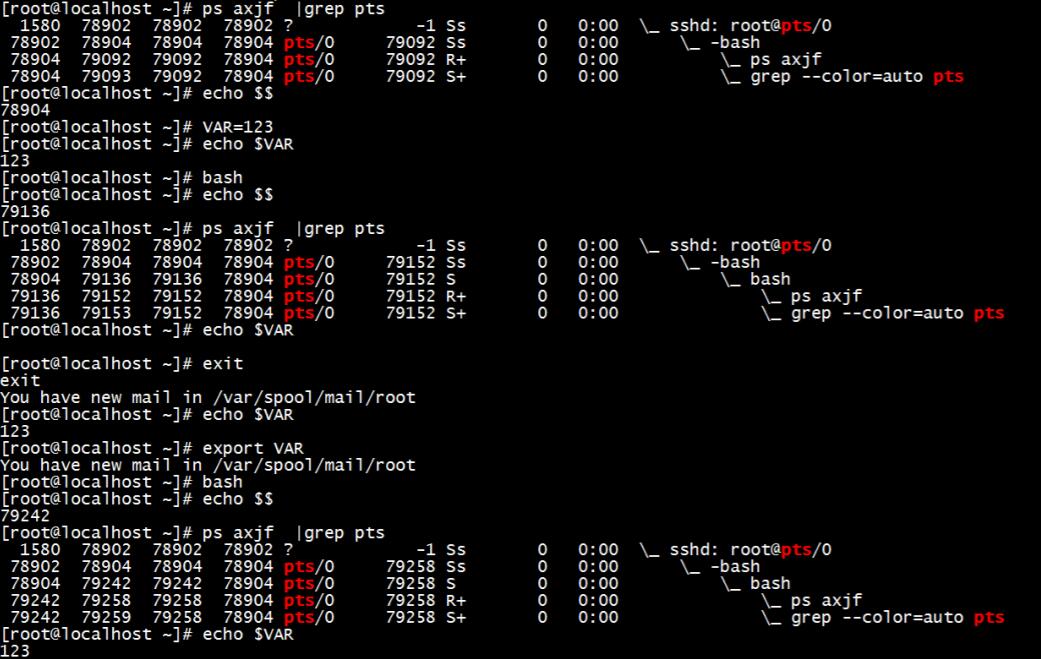 [root@localhost ~]# ps axjf  |grep pts
  1580  78902  78902  78902 ?            -1 Ss       0   0:00  \_ sshd: root@pts/0
 78902  78904  78904  78904 pts/0     79092 Ss       0   0:00      \_ -bash
 78904  79092  79092  78904 pts/0     79092 R+       0   0:00          \_ ps axjf
 78904  79093  79092  78904 pts/0     79092 S+       0   0:00          \_ grep --color=auto pts
[root@localhost ~]# echo $$
78904
[root@localhost ~]# VAR=123
[root@localhost ~]# echo $VAR
123
[root@localhost ~]# bash
[root@localhost ~]# echo $$
79136
[root@localhost ~]# ps axjf  |grep pts
  1580  78902  78902  78902 ?            -1 Ss       0   0:00  \_ sshd: root@pts/0
 78902  78904  78904  78904 pts/0     79152 Ss       0   0:00      \_ -bash
 78904  79136  79136  78904 pts/0     79152 S        0   0:00          \_ bash
 79136  79152  79152  78904 pts/0     79152 R+       0   0:00              \_ ps axjf
 79136  79153  79152  78904 pts/0     79152 S+       0   0:00              \_ grep --color=auto pts
[root@localhost ~]# echo $VAR

[root@localhost ~]# exit
exit
You have new mail in /var/spool/mail/root
[root@localhost ~]# echo $VAR
123
[root@localhost ~]# export VAR
You have new mail in /var/spool/mail/root
[root@localhost ~]# bash
[root@localhost ~]# echo $$
79242
[root@localhost ~]# ps axjf  |grep pts
  1580  78902  78902  78902 ?            -1 Ss       0   0:00  \_ sshd: root@pts/0
 78902  78904  78904  78904 pts/0     79258 Ss       0   0:00      \_ -bash
 78904  79242  79242  78904 pts/0     79258 S        0   0:00          \_ bash
 79242  79258  79258  78904 pts/0     79258 R+       0   0:00              \_ ps axjf
 79242  79259  79258  78904 pts/0     79258 S+       0   0:00              \_ grep --color=auto pts
[root@localhost ~]# echo $VAR
123